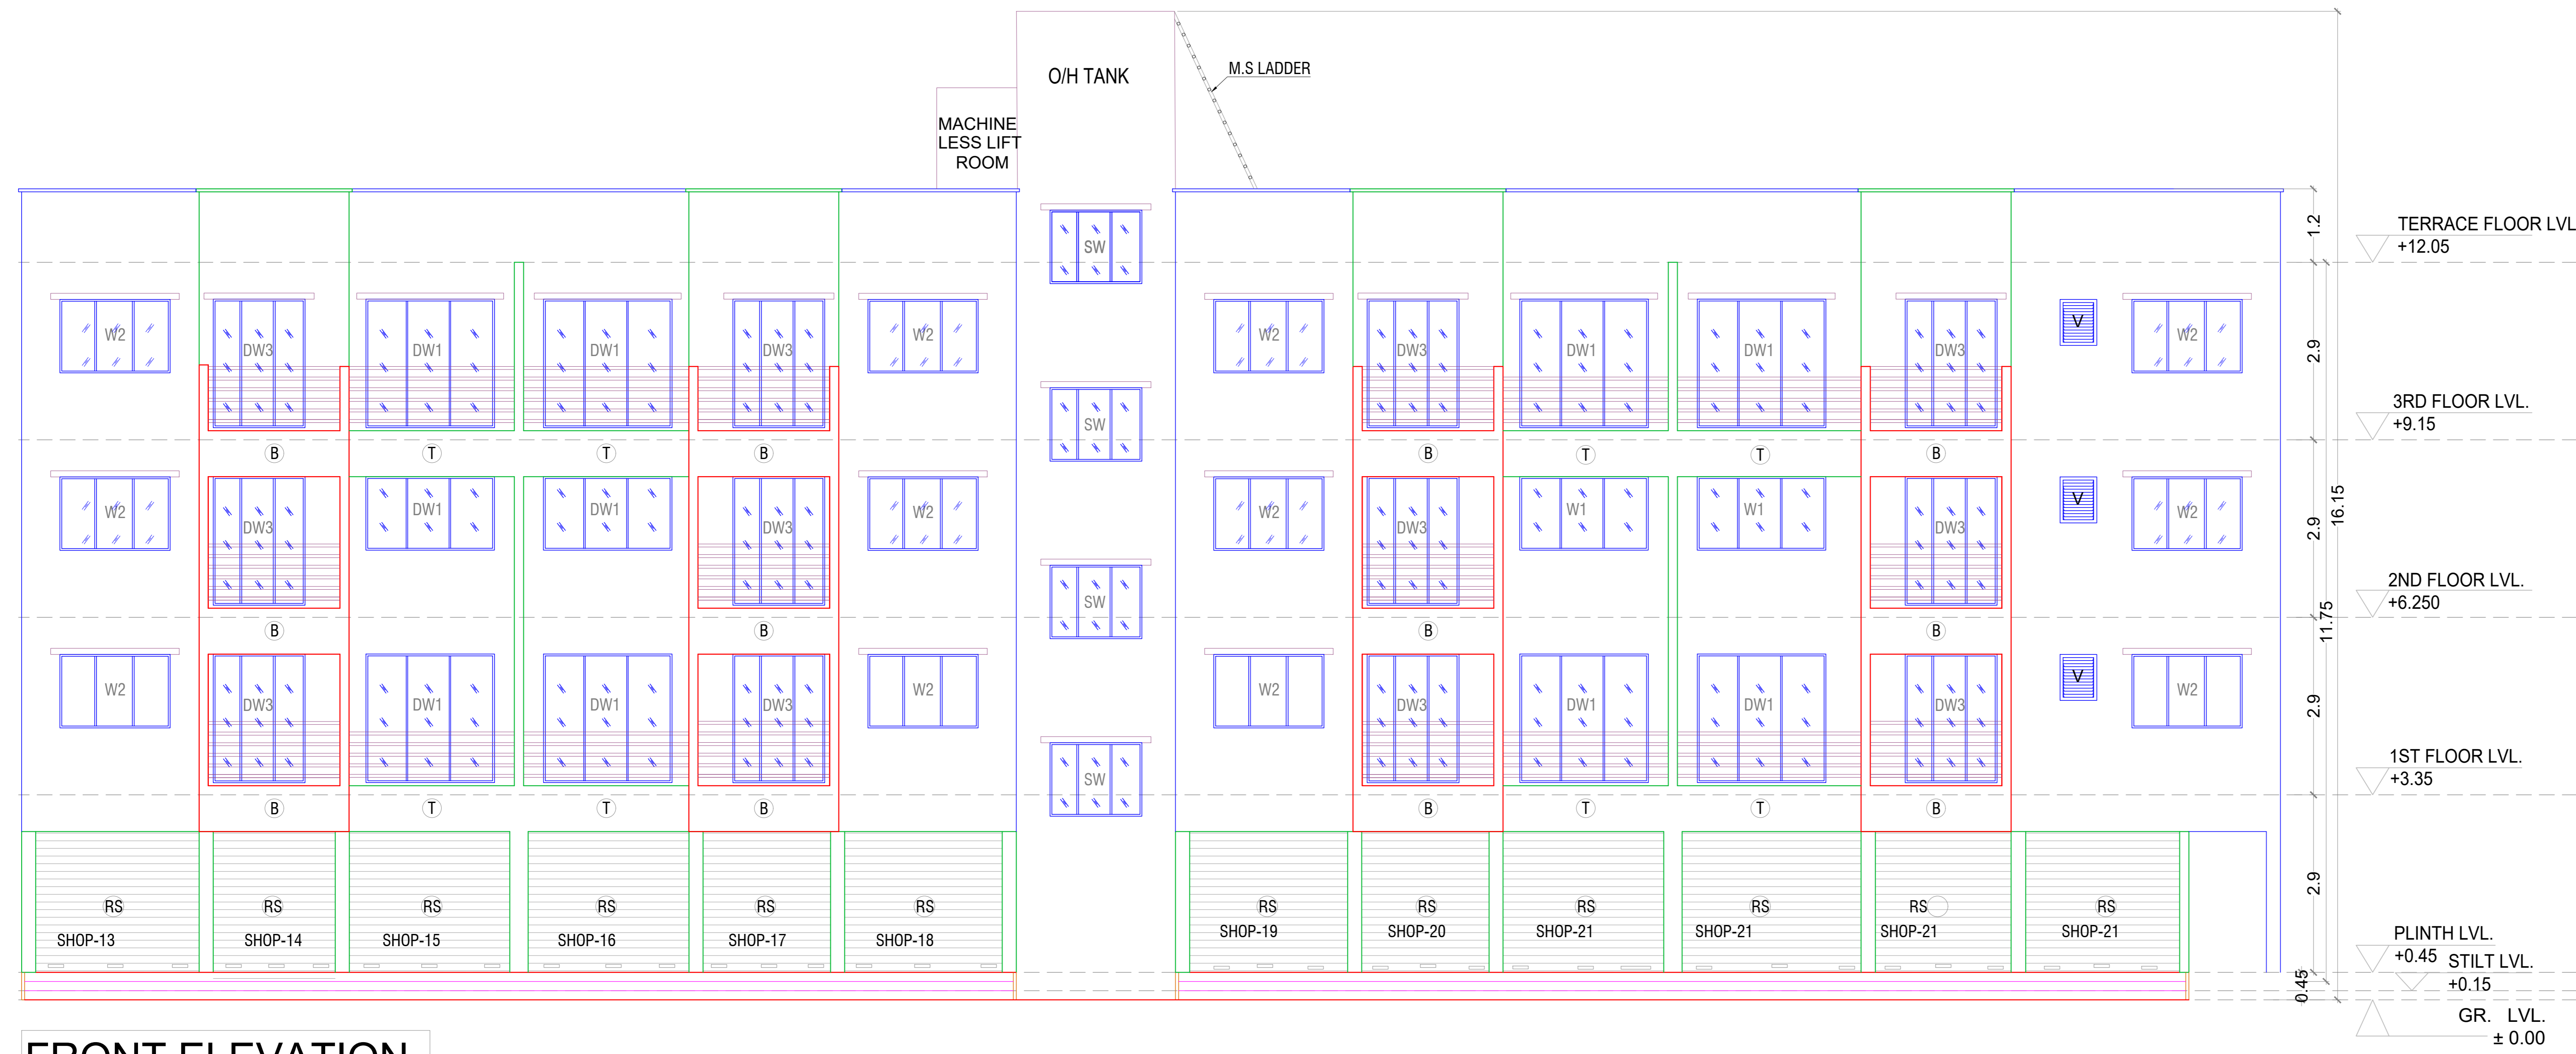 O/H TANK
M.S LADDER
MACHINE
LESS LIFT
ROOM
1.2
TERRACE FLOOR LVL
+12.05
SW
W2 DW3 DW1 DW1 DW3 W2 W2 DW3 DW1 DW1 DW3 V W2
2.9
3RD FLOOR LVL.
+9.15
SW
B T T B B T T B
W2 DW3 DW1 DW1 DW3 W2 W2 DW3 W1 W1 DW3 V W2
2.9
16.15
2ND FLOOR LVL.
+6.250
11.75
SW
B B B B
W2 DW3 DW1 DW1 DW3 W2 W2 DW3 DW1 DW1 DW3 V W2
2.9
1ST FLOOR LVL.
+3.35
SW
B T T B B T T B
2.9
RS RS RS RS RS RS RS RS RS RS RS RS
SHOP-13 SHOP-14 SHOP-15 SHOP-16 SHOP-17 SHOP-18 SHOP-19 SHOP-20 SHOP-21 SHOP-21 SHOP-21 SHOP-21
PLINTH LVL.
+0.45
STILT LVL.
+0.15
0.45
GR. LVL.
± 0.00
FRONT ELEVATION